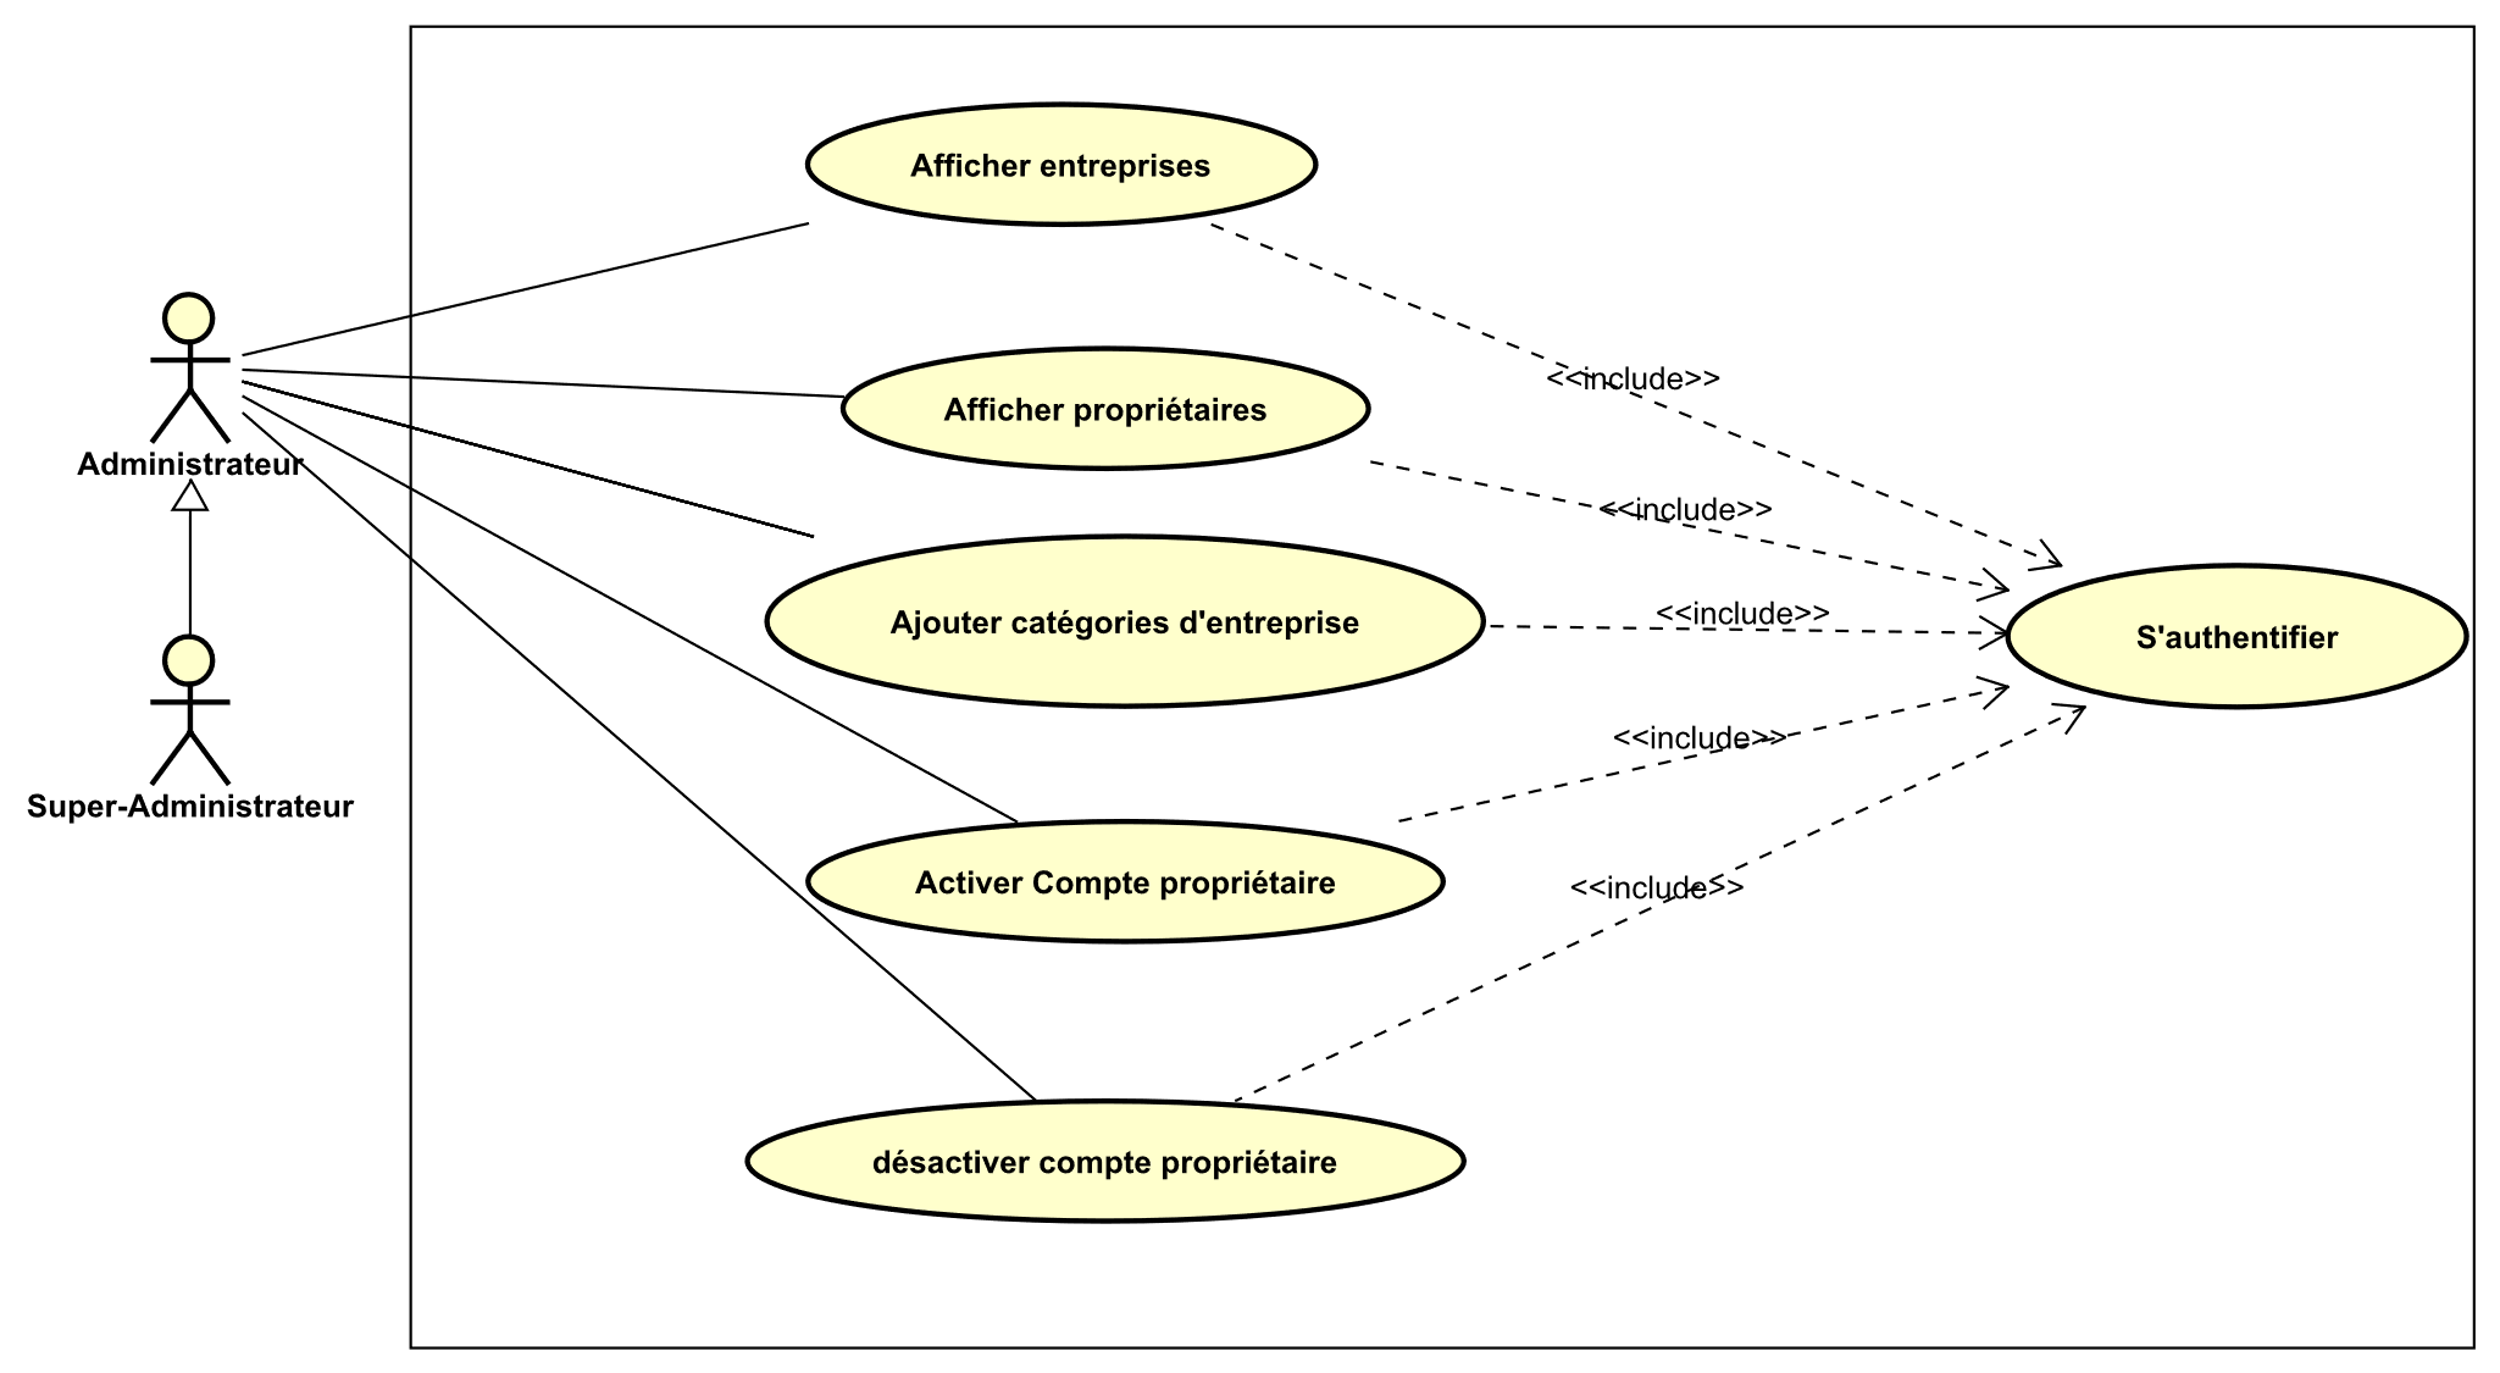 Afficher entreprises
<<include>>
Afficher propriétaires
Administrateur
<<include>>
Ajouter catégories d'entreprise
<<include>>
S'authentifier
<<include>>
Super-Administrateur
Activer Compte propriétaire
<<include>>
désactiver compte propriétaire